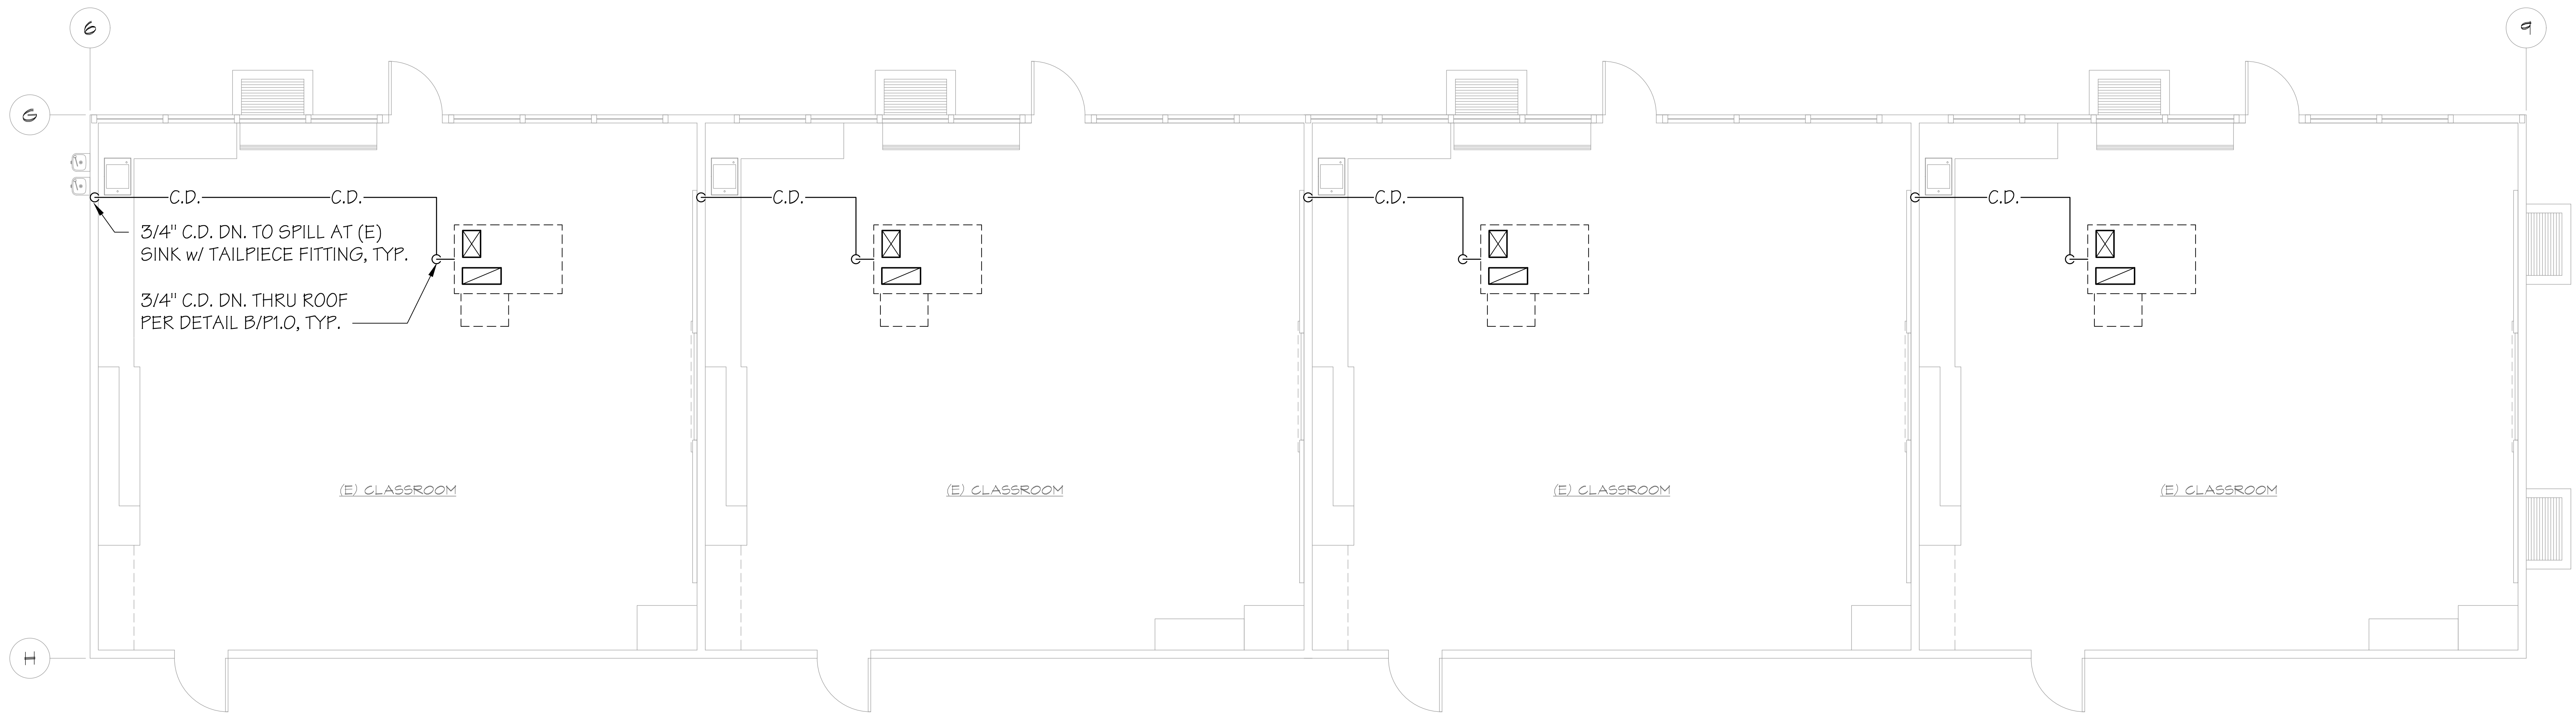 6
9
G
C.D.
C.D.
C.D.
C.D.
C.D.
3/4" C.D. DN. TO SPILL AT (E)
SINK w/ TAILPIECE FITTING, TYP.
3/4" C.D. DN. THRU ROOF
PER DETAIL B/P1.0, TYP.
(E) CLASSROOM
(E) CLASSROOM
(E) CLASSROOM
(E) CLASSROOM
H